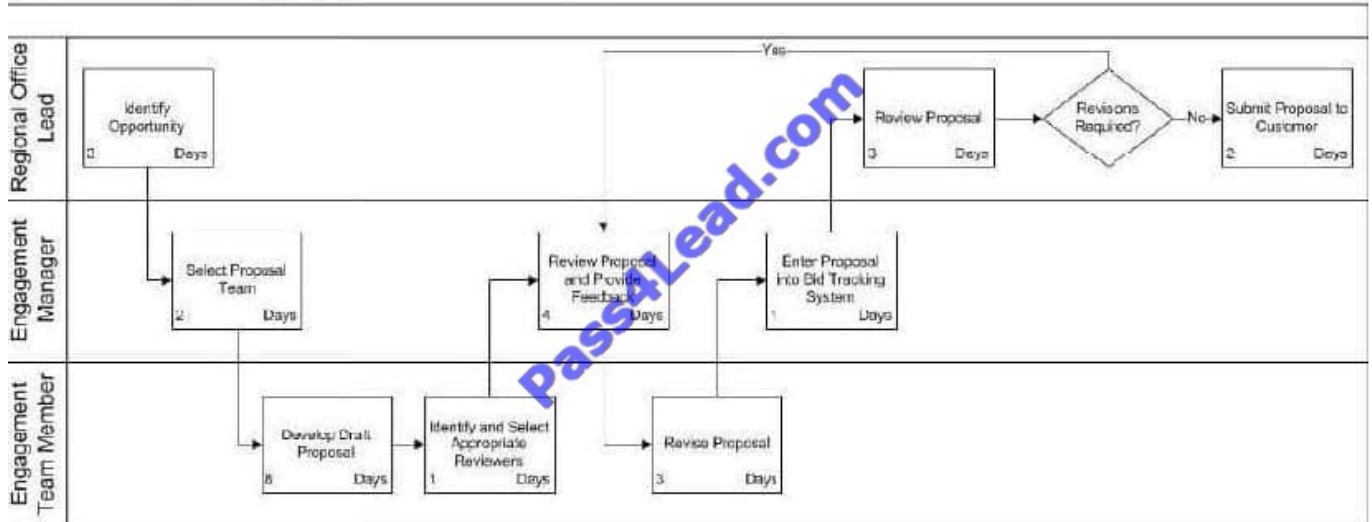 Regional Office
Lead
Identify
Opportunity
3 Days
Yes
Review Proposal
3 Days
Revisons
Required?
No
Submit Proposal to
Customer
2 Days
Engagement
Manager
Select Proposal
Team
2 Days
Review Proposal
and Provide
Feedback
4 Days
Enter Proposal
into Bid Tracking
System
1 Days
Engagement
Team Member
Develop Draft
Proposal
8 Days
Identify and Select
Appropriate
Reviewers
1 Days
Revise Proposal
3 Days
Pass4Lead.com